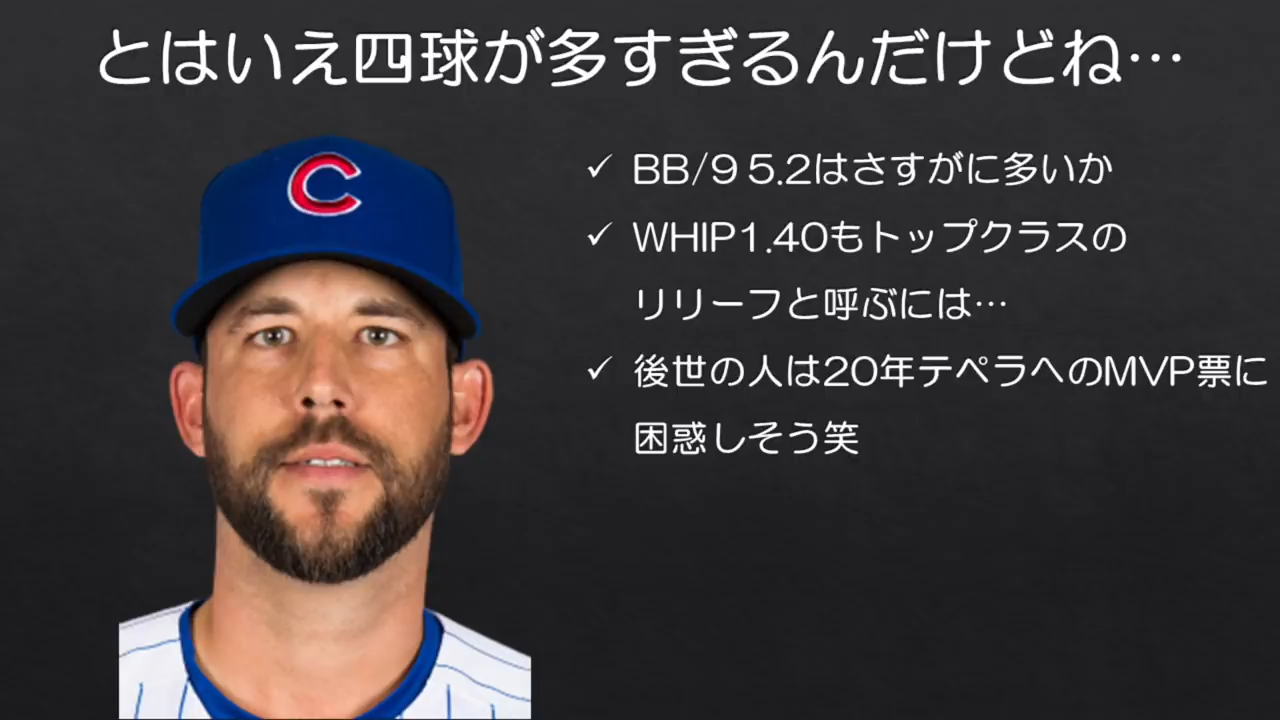 とはいえ四球が多すぎるんだけどね…
✓ BB/9 5.2はさすがに多いか
✓ WHIP1.40もトップクラスの
リリーフと呼ぶには…
✓ 後世の人は20年テペラへのMVP票に
困惑しそう笑
C